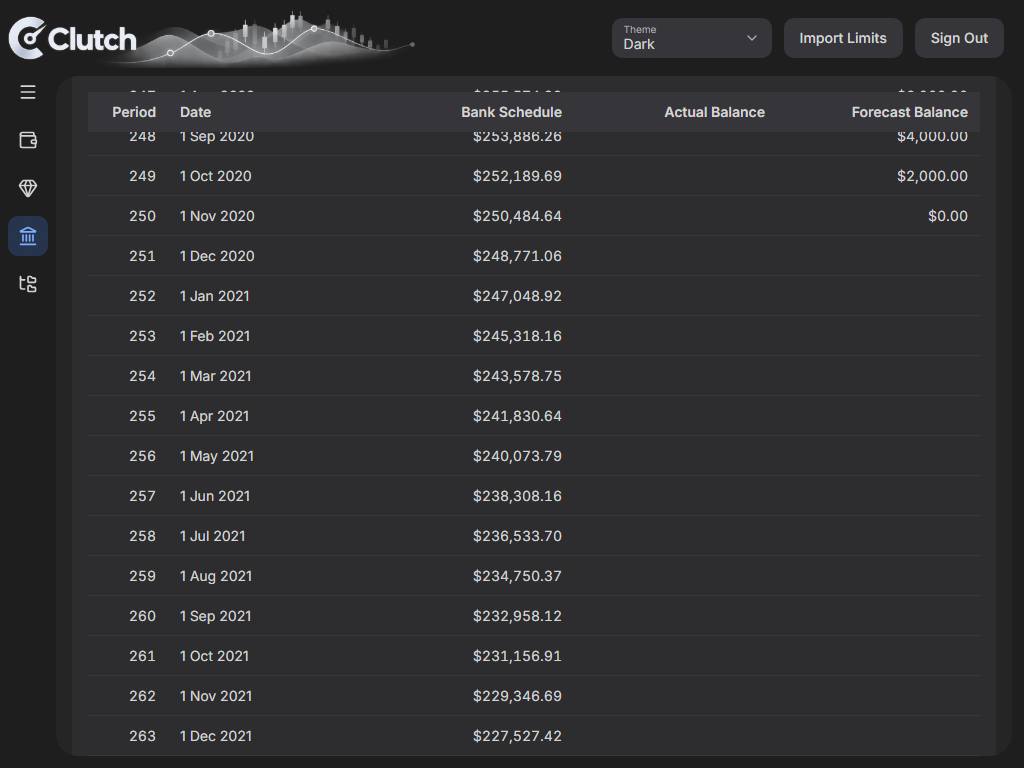 Clutch
Theme
Dark
Import Limits
Sign Out
Period Date Bank Schedule Actual Balance Forecast Balance
248 1 Sep 2020 $253,886.26 $4,000.00
249 1 Oct 2020 $252,189.69 $2,000.00
250 1 Nov 2020 $250,484.64 $0.00
251 1 Dec 2020 $248,771.06
252 1 Jan 2021 $247,048.92
253 1 Feb 2021 $245,318.16
254 1 Mar 2021 $243,578.75
255 1 Apr 2021 $241,830.64
256 1 May 2021 $240,073.79
257 1 Jun 2021 $238,308.16
258 1 Jul 2021 $236,533.70
259 1 Aug 2021 $234,750.37
260 1 Sep 2021 $232,958.12
261 1 Oct 2021 $231,156.91
262 1 Nov 2021 $229,346.69
263 1 Dec 2021 $227,527.42